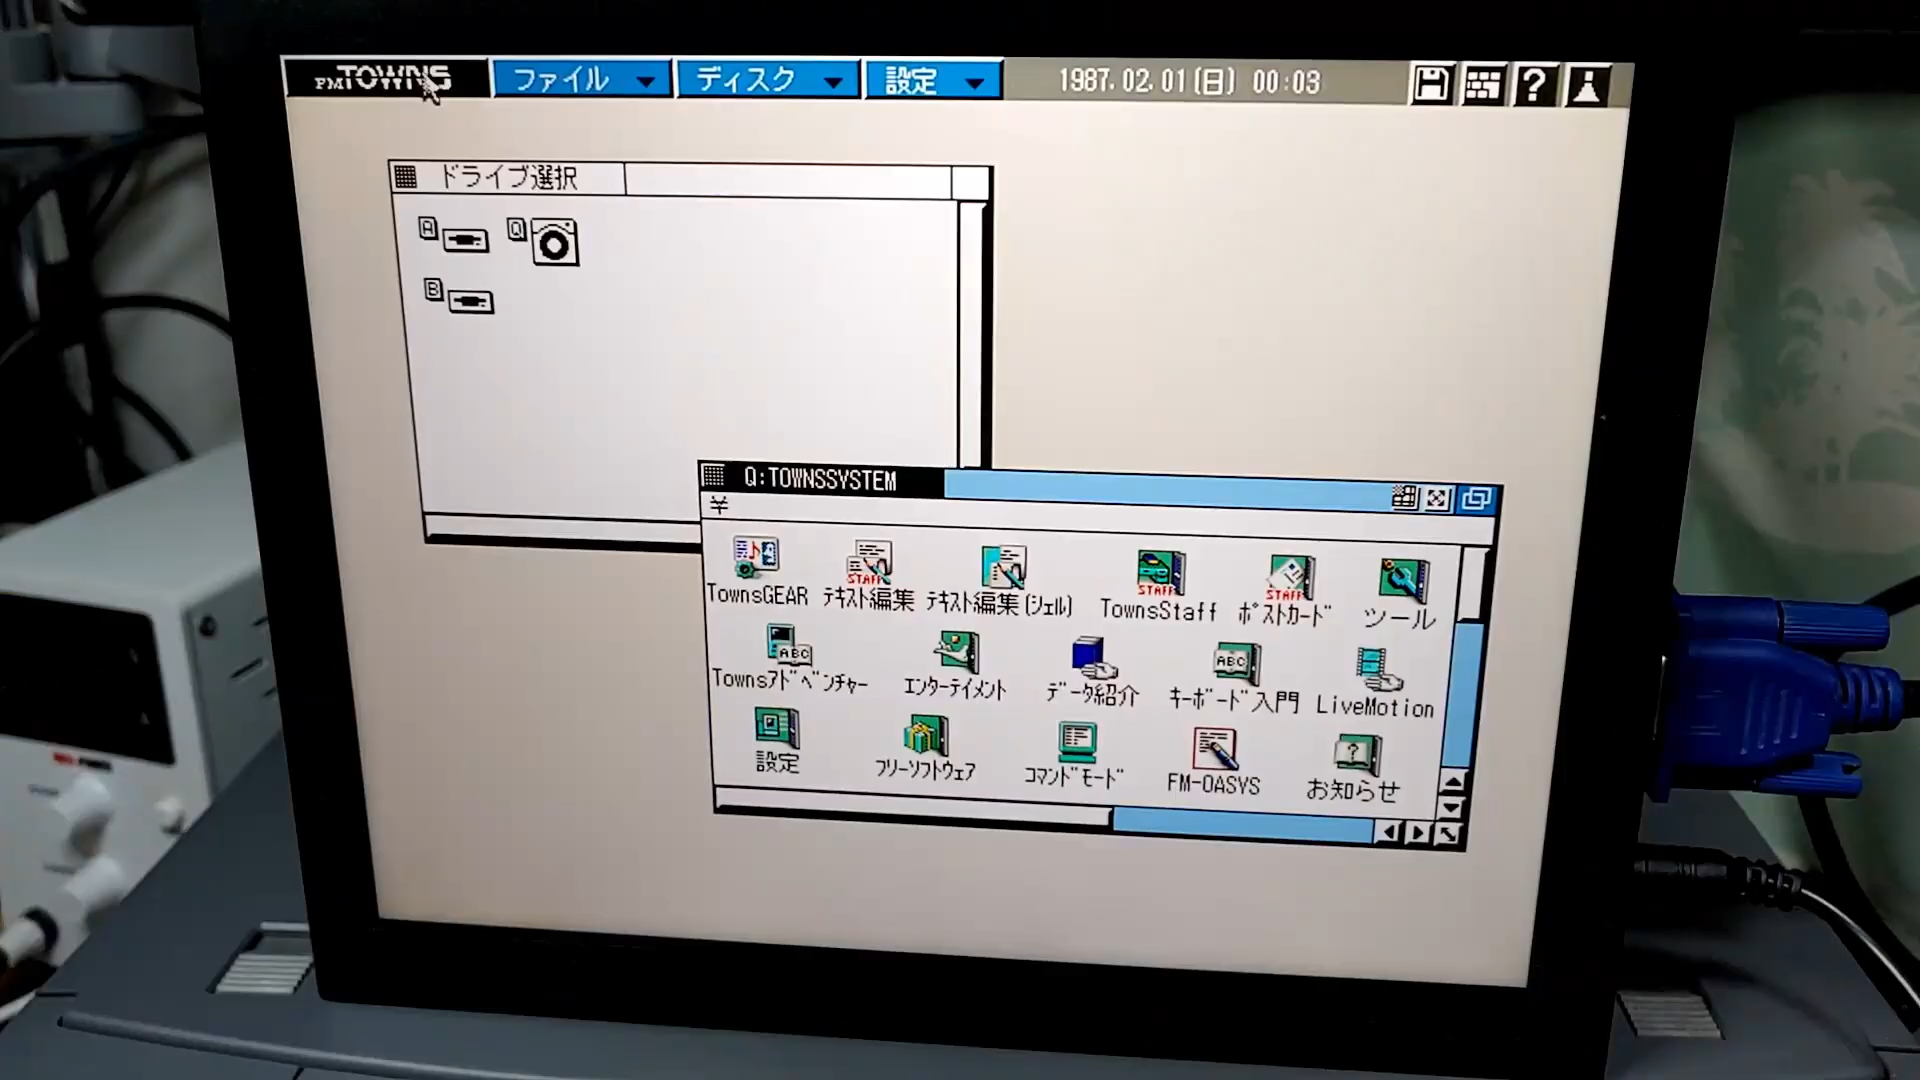 FMTOWNS ファイル ディスク 設定 1987.02.01(日) 00:03 ?
ドライブ選択
A Q
B
Q:TOWNSSYSTEM
¥
TownsGEAR ﾃｷｽﾄ編集 ﾃｷｽﾄ編集(ｼｪﾙ) TownsStaff ﾎﾟｽﾄｶｰﾄﾞ ツール
Townsｱﾄﾞﾍﾞﾝﾁｬｰ ｴﾝﾀｰﾃｲﾒﾝﾄ ﾃﾞｰﾀ紹介 ｷｰﾎﾞｰﾄﾞ入門 LiveMotion
設定 ﾌﾘｰｿﾌﾄｳｪｱ ｺﾏﾝﾄﾞﾓｰﾄﾞ FM-OASYS お知らせ